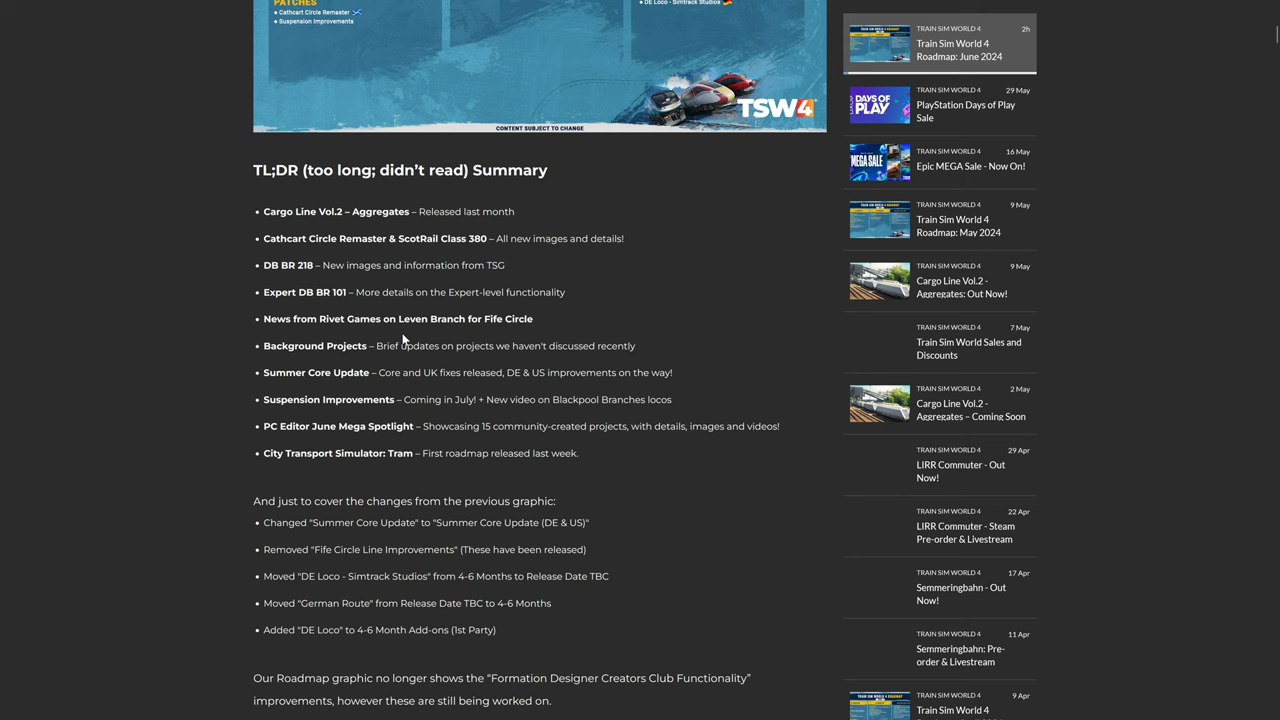 PATCHES
• Cathcart Circle Remaster
• Suspension Improvements
• DE Loco - Simtrack Studios
TSW4
CONTENT SUBJECT TO CHANGE
TL;DR (too long; didn’t read) Summary
• Cargo Line Vol.2 – Aggregates – Released last month
• Cathcart Circle Remaster & ScotRail Class 380 – All new images and details!
• DB BR 218 – New images and information from TSG
• Expert DB BR 101 – More details on the Expert-level functionality
• News from Rivet Games on Leven Branch for Fife Circle
• Background Projects – Brief updates on projects we haven't discussed recently
• Summer Core Update – Core and UK fixes released, DE & US improvements on the way!
• Suspension Improvements – Coming in July! + New video on Blackpool Branches locos
• PC Editor June Mega Spotlight – Showcasing 15 community-created projects, with details, images and videos!
• City Transport Simulator: Tram – First roadmap released last week.
And just to cover the changes from the previous graphic:
• Changed "Summer Core Update" to "Summer Core Update (DE & US)"
• Removed "Fife Circle Line Improvements" (These have been released)
• Moved "DE Loco - Simtrack Studios" from 4-6 Months to Release Date TBC
• Moved "German Route" from Release Date TBC to 4-6 Months
• Added "DE Loco" to 4-6 Month Add-ons (1st Party)
Our Roadmap graphic no longer shows the “Formation Designer Creators Club Functionality”
improvements, however these are still being worked on.
TRAIN SIM WORLD 4 2h
Train Sim World 4
Roadmap: June 2024
DAYS OF
PLAY
TRAIN SIM WORLD 4 29 May
PlayStation Days of Play
Sale
MEGA SALE
TRAIN SIM WORLD 4 16 May
Epic MEGA Sale - Now On!
TRAIN SIM WORLD 4 9 May
Train Sim World 4
Roadmap: May 2024
TRAIN SIM WORLD 4 9 May
Cargo Line Vol.2 -
Aggregates: Out Now!
TRAIN SIM WORLD 4 7 May
Train Sim World Sales and
Discounts
TRAIN SIM WORLD 4 2 May
Cargo Line Vol.2 -
Aggregates – Coming Soon
TRAIN SIM WORLD 4 29 Apr
LIRR Commuter - Out
Now!
TRAIN SIM WORLD 4 22 Apr
LIRR Commuter - Steam
Pre-order & Livestream
TRAIN SIM WORLD 4 17 Apr
Semmeringbahn - Out
Now!
TRAIN SIM WORLD 4 11 Apr
Semmeringbahn: Pre-
order & Livestream
TRAIN SIM WORLD 4 9 Apr
Train Sim World 4